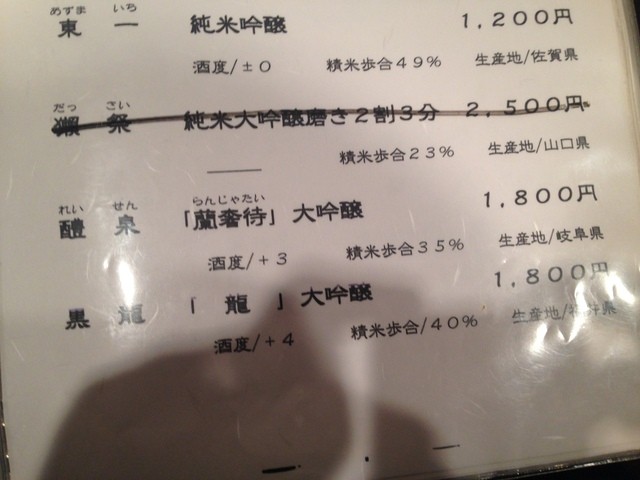 めずま いち
東一 純米吟醸 1,200円
酒度/±0 精米歩合49% 生産地/佐賀県
だっ さい
獺祭 純米大吟醸磨き2割3分 2,500円
精米歩合23% 生産地/山口県
れい せん らんじゃたい
醴泉 「蘭奢待」大吟醸 1,800円
酒度/+3 精米歩合35% 生産地/岐阜県
黒龍 「龍」大吟醸 1,800円
酒度/+4 精米歩合/40% 生産地/福井県